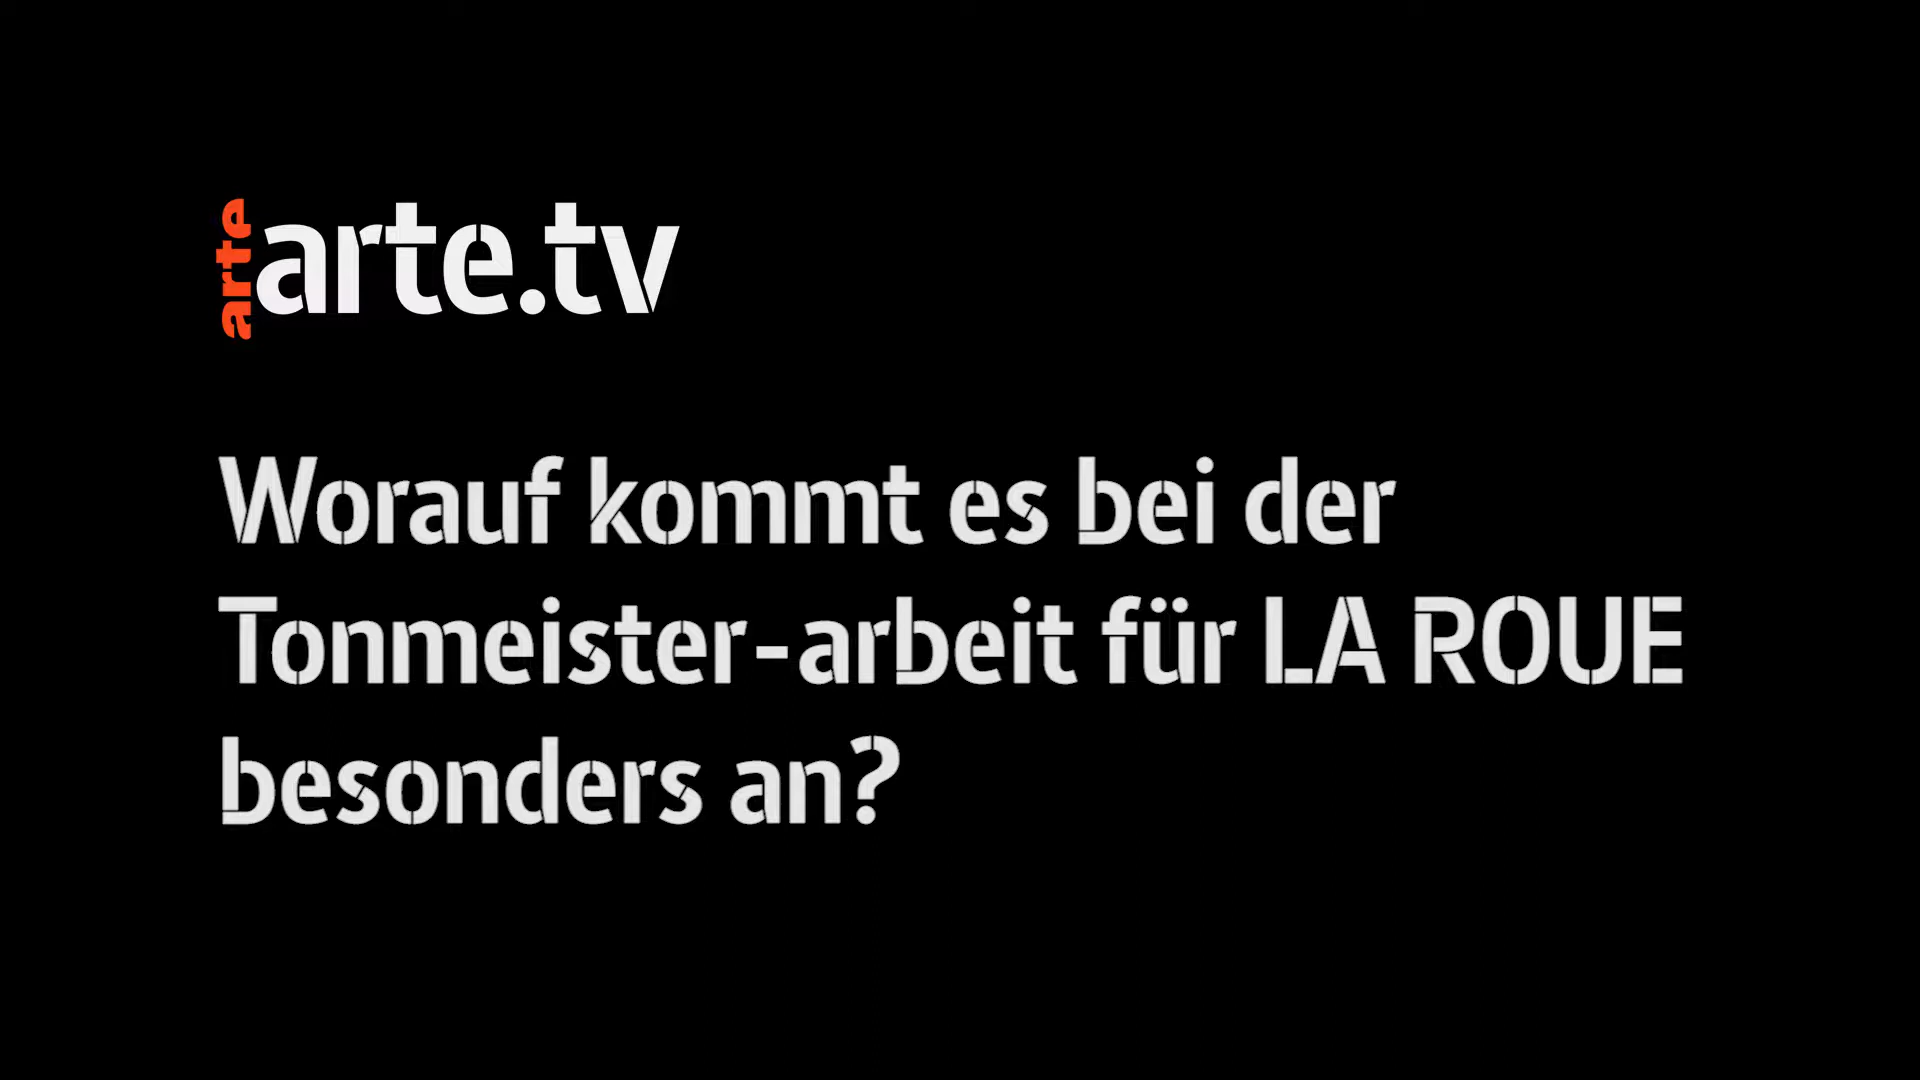 arte
arte.tv
Worauf kommt es bei der
Tonmeister-arbeit für LA ROUE
besonders an?